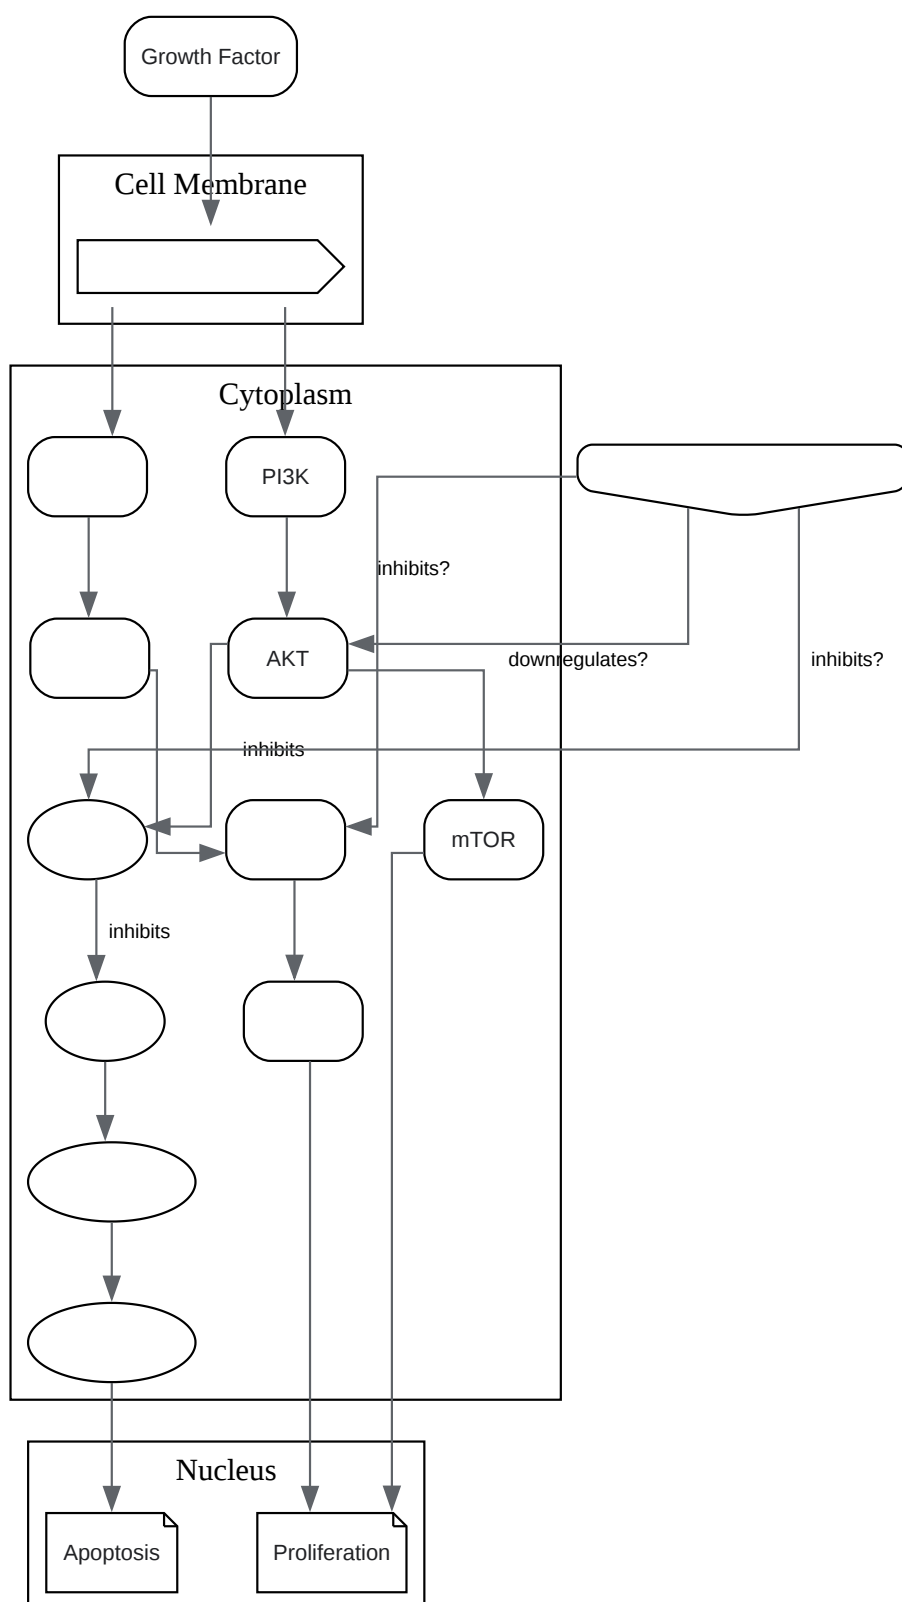 Growth Factor
Cell Membrane
Cytoplasm
PI3K
inhibits?
AKT
downregulates?
inhibits?
inhibits
mTOR
inhibits
Nucleus
Apoptosis
Proliferation